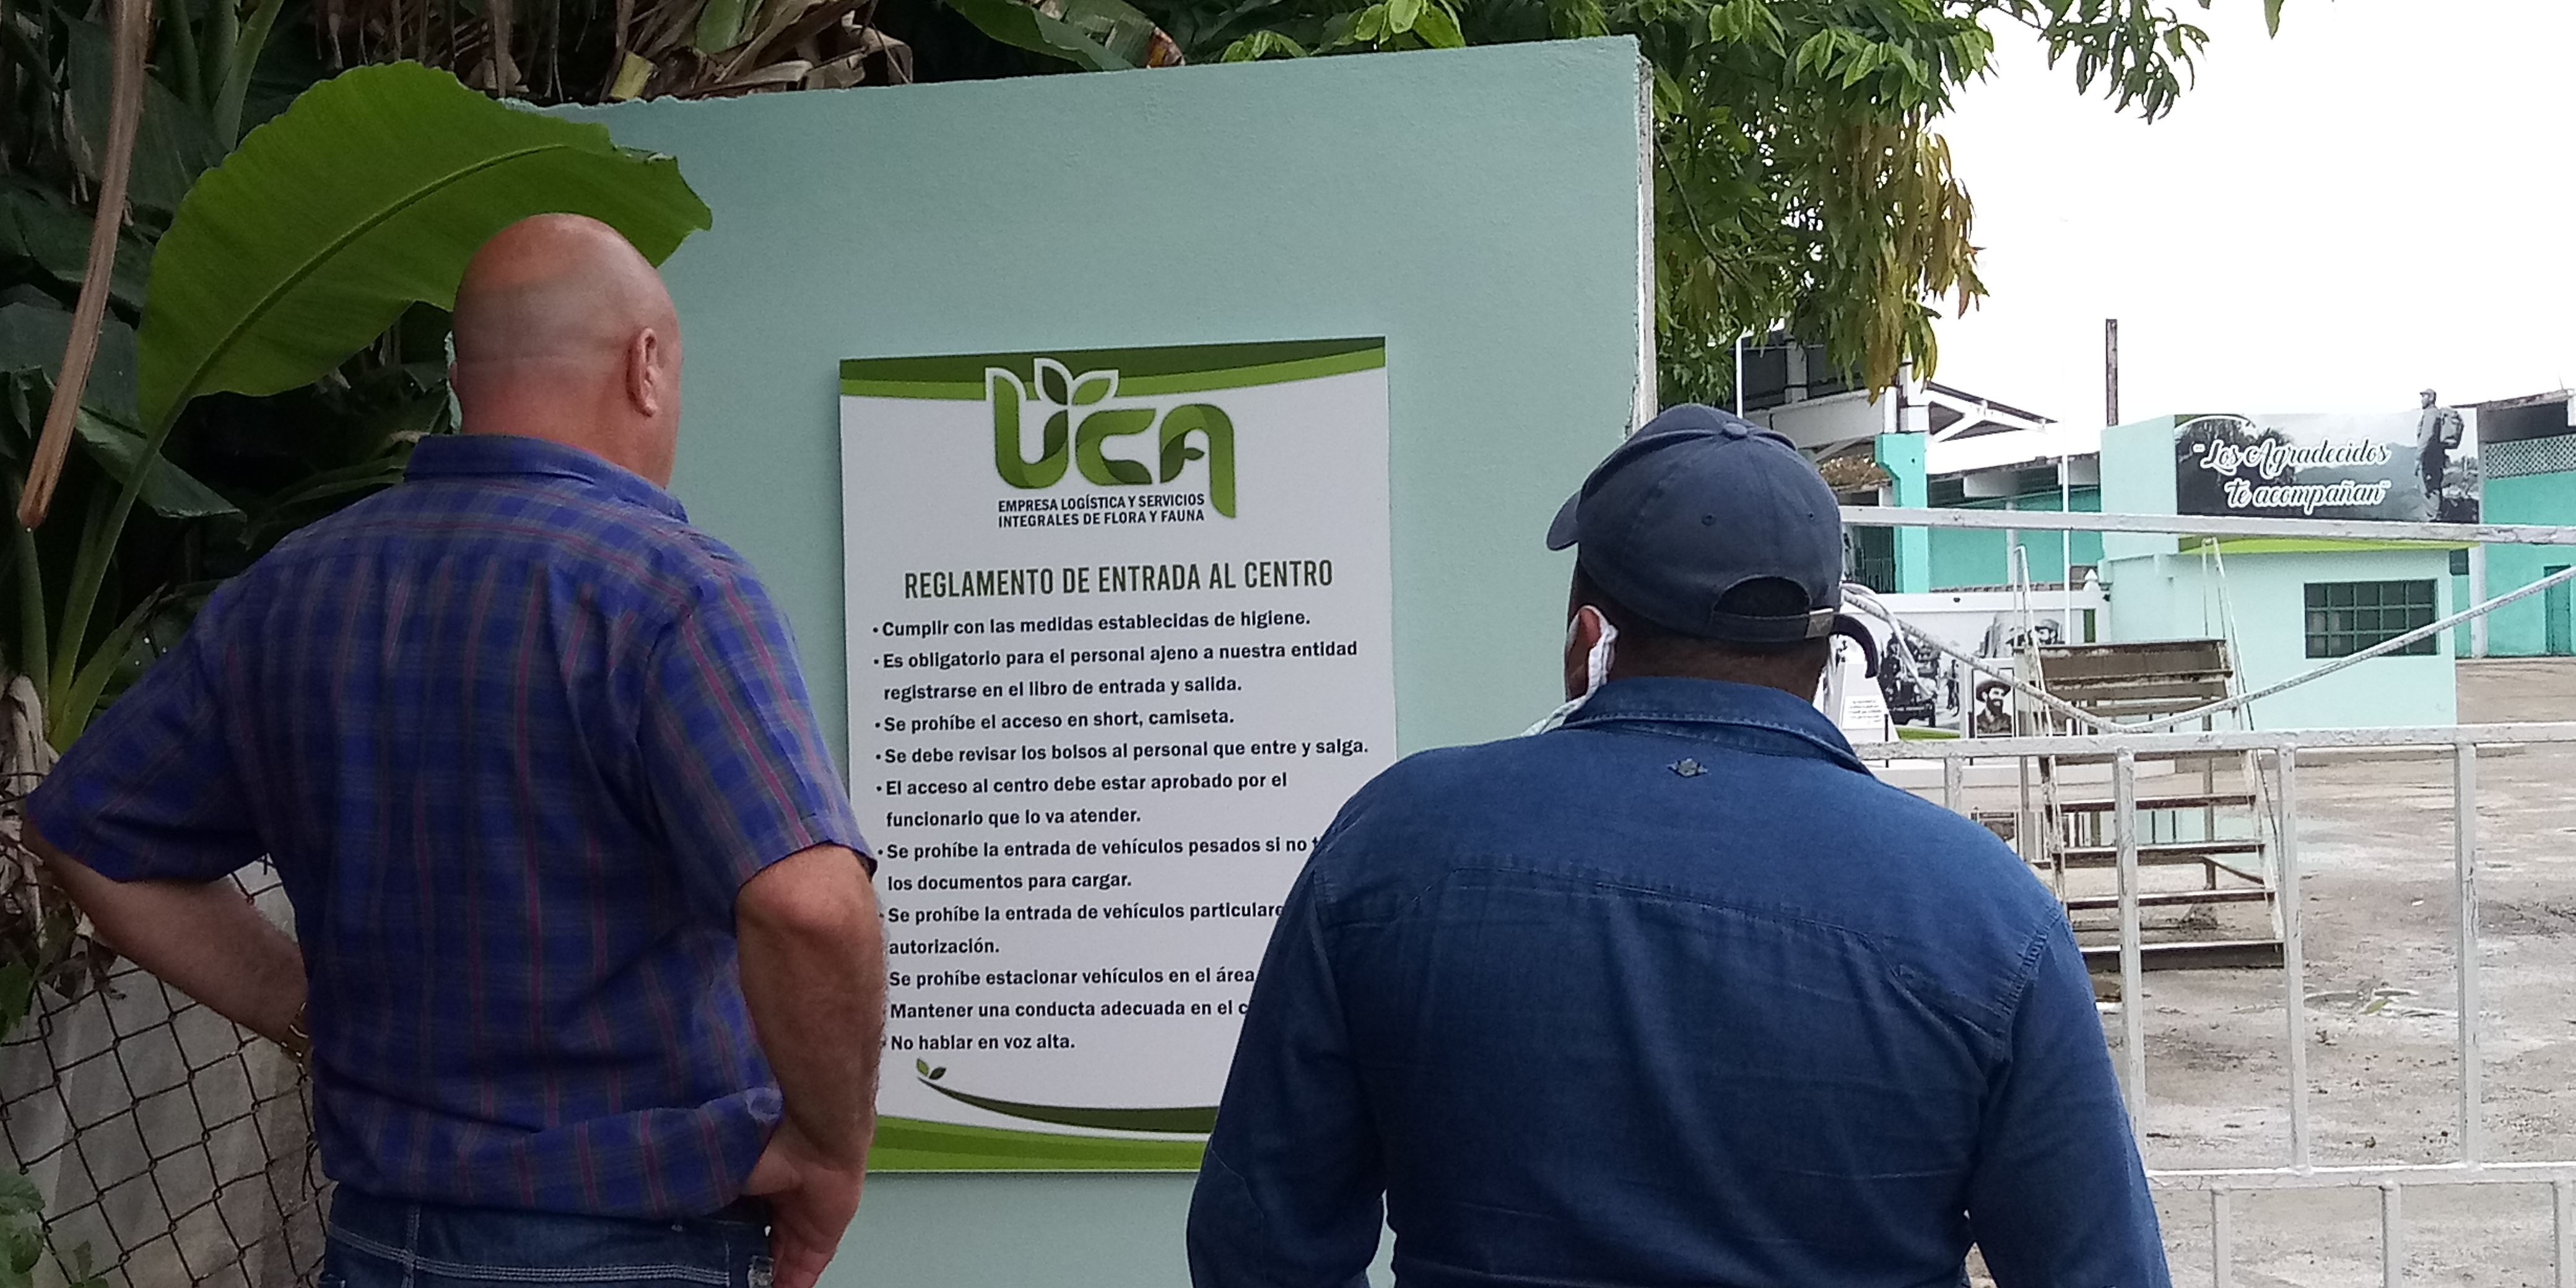 UCA
EMPRESA LOGÍSTICA Y SERVICIOS
INTEGRALES DE FLORA Y FAUNA
REGLAMENTO DE ENTRADA AL CENTRO
• Cumplir con las medidas establecidas de higiene.
• Es obligatorio para el personal ajeno a nuestra entidad
registrarse en el libro de entrada y salida.
• Se prohíbe el acceso en short, camiseta.
• Se debe revisar los bolsos al personal que entre y salga.
• El acceso al centro debe estar aprobado por el
funcionario que lo va atender.
• Se prohíbe la entrada de vehículos pesados si no
los documentos para cargar.
• Se prohíbe la entrada de vehículos
autorización.
Se prohíbe estacionar vehículos en el área
Mantener una conducta adecuada en el
No hablar en voz alta.
"Los Agradecidos
te acompañan"